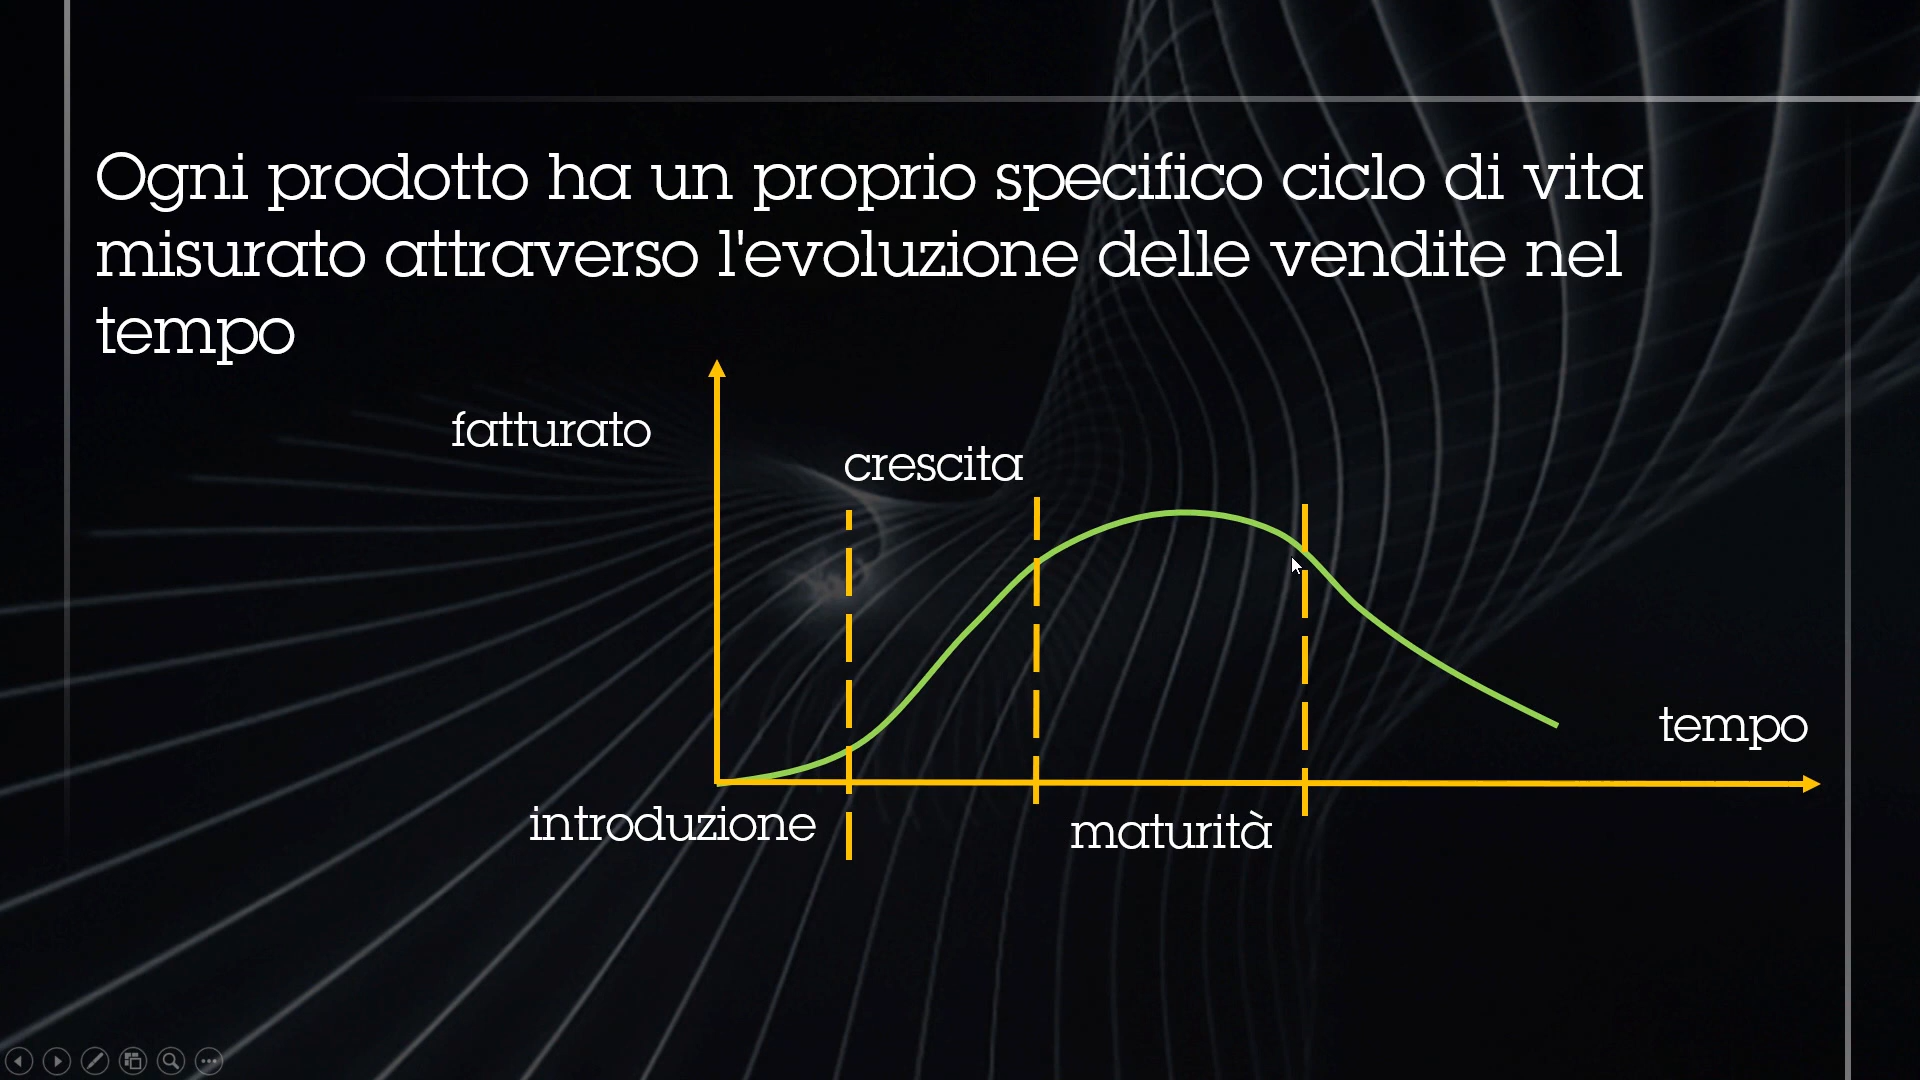 Ogni prodotto ha un proprio specifico ciclo di vita
misurato attraverso l'evoluzione delle vendite nel
tempo
fatturato
crescita
tempo
introduzione
maturità